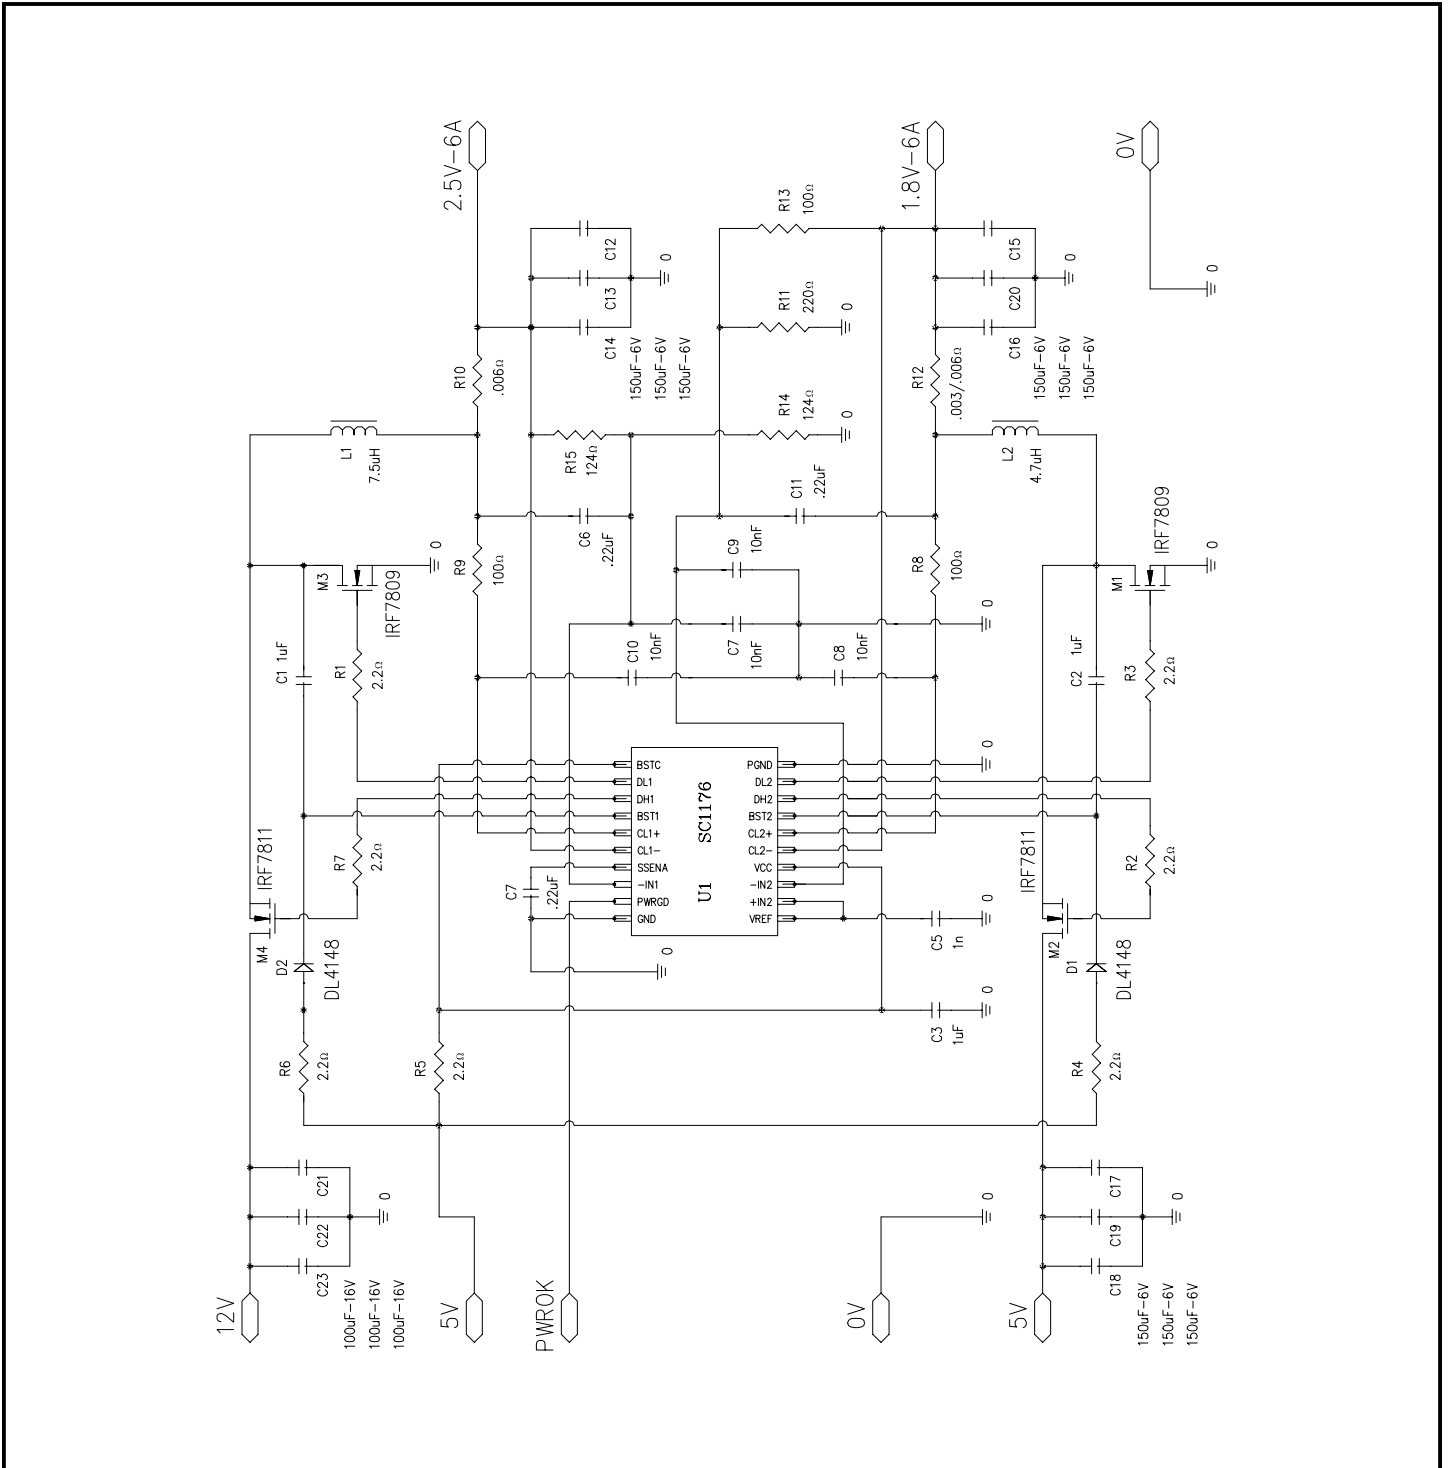 2.5V-6A
1.8V-6A
0V
R13
100Ω
C12
C13
C14
150uF-6V
150uF-6V
150uF-6V
0
R11
220Ω
0
C15
C20
C16
150uF-6V
150uF-6V
150uF-6V
0
0
R10
.006Ω
R12
.003/.006Ω
L1
7.5uH
R15
124Ω
R14
124Ω
0
L2
4.7uH
C6
.22uF
C11
.22uF
M3
IRF7809
0
R9
100Ω
C9
10nF
R8
100Ω
M1
IRF7809
0
C1 1uF
R1
2.2Ω
C10
10nF
C7
10nF
C8
10nF
0
C2 1uF
R3
2.2Ω
BSTC
DL1
DH1
BST1
CL1+
CL1-
SSENA
-IN1
PWRGD
GND
U1 SC1176
PGND
DL2
DH2
BST2
CL2+
CL2-
VCC
-IN2
+IN2
VREF
0
IRF7811
M4
R7
2.2Ω
C7
.22uF
0
IRF7811
M2
R2
2.2Ω
D2
DL4148
C5
1n
0
D1
DL4148
R6
2.2Ω
R5
2.2Ω
C3
1uF
0
R4
2.2Ω
C21
C22
C23
100uF-16V
100uF-16V
100uF-16V
0
0
C17
C19
C18
150uF-6V
150uF-6V
150uF-6V
0
12V
5V
PWROK
0V
5V